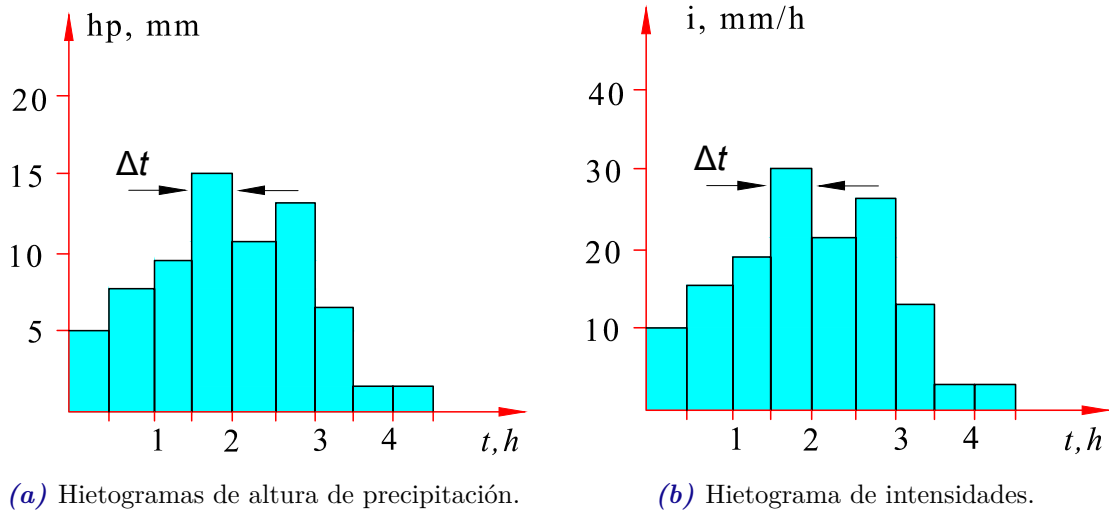 hp, mm
20
15
10
5
Δt
1 2 3 4 t,h
(a) Hietogramas de altura de precipitación.
i, mm/h
40
30
20
10
Δt
1 2 3 4 t,h
(b) Hietograma de intensidades.